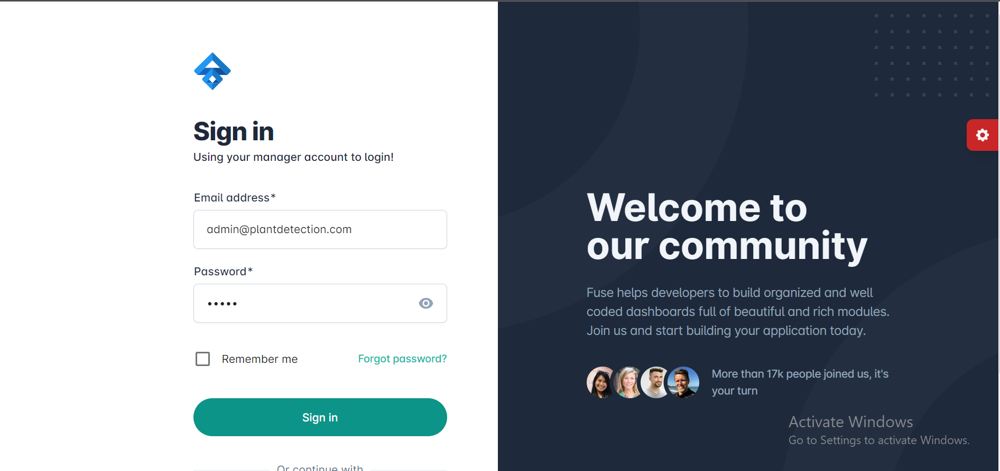 Sign in
Using your manager account to login!
Email address*
admin@plantdetection.com
Password*
•••••
Remember me
Forgot password?
Sign in
Or continue with
Welcome to
our community
Fuse helps developers to build organized and well
coded dashboards full of beautiful and rich modules.
Join us and start building your application today.
More than 17k people joined us, it's
your turn
Activate Windows
Go to Settings to activate Windows.